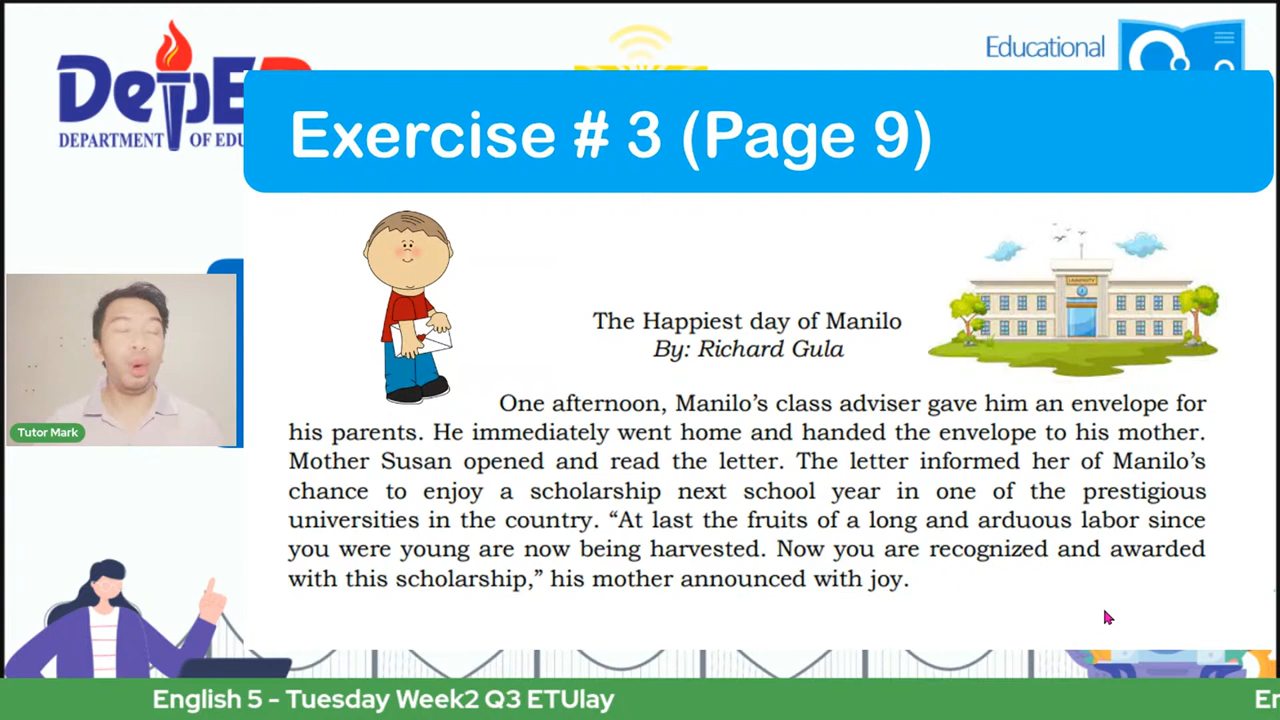 DepED
DEPARTMENT OF EDU
Educational
Exercise # 3 (Page 9)
UNIVERSITY
The Happiest day of Manilo
By: Richard Gula
One afternoon, Manilo’s class adviser gave him an envelope for
his parents. He immediately went home and handed the envelope to his mother.
Mother Susan opened and read the letter. The letter informed her of Manilo’s
chance to enjoy a scholarship next school year in one of the prestigious
universities in the country. “At last the fruits of a long and arduous labor since
you were young are now being harvested. Now you are recognized and awarded
with this scholarship,” his mother announced with joy.
Tutor Mark
English 5 - Tuesday Week2 Q3 ETUlay
En